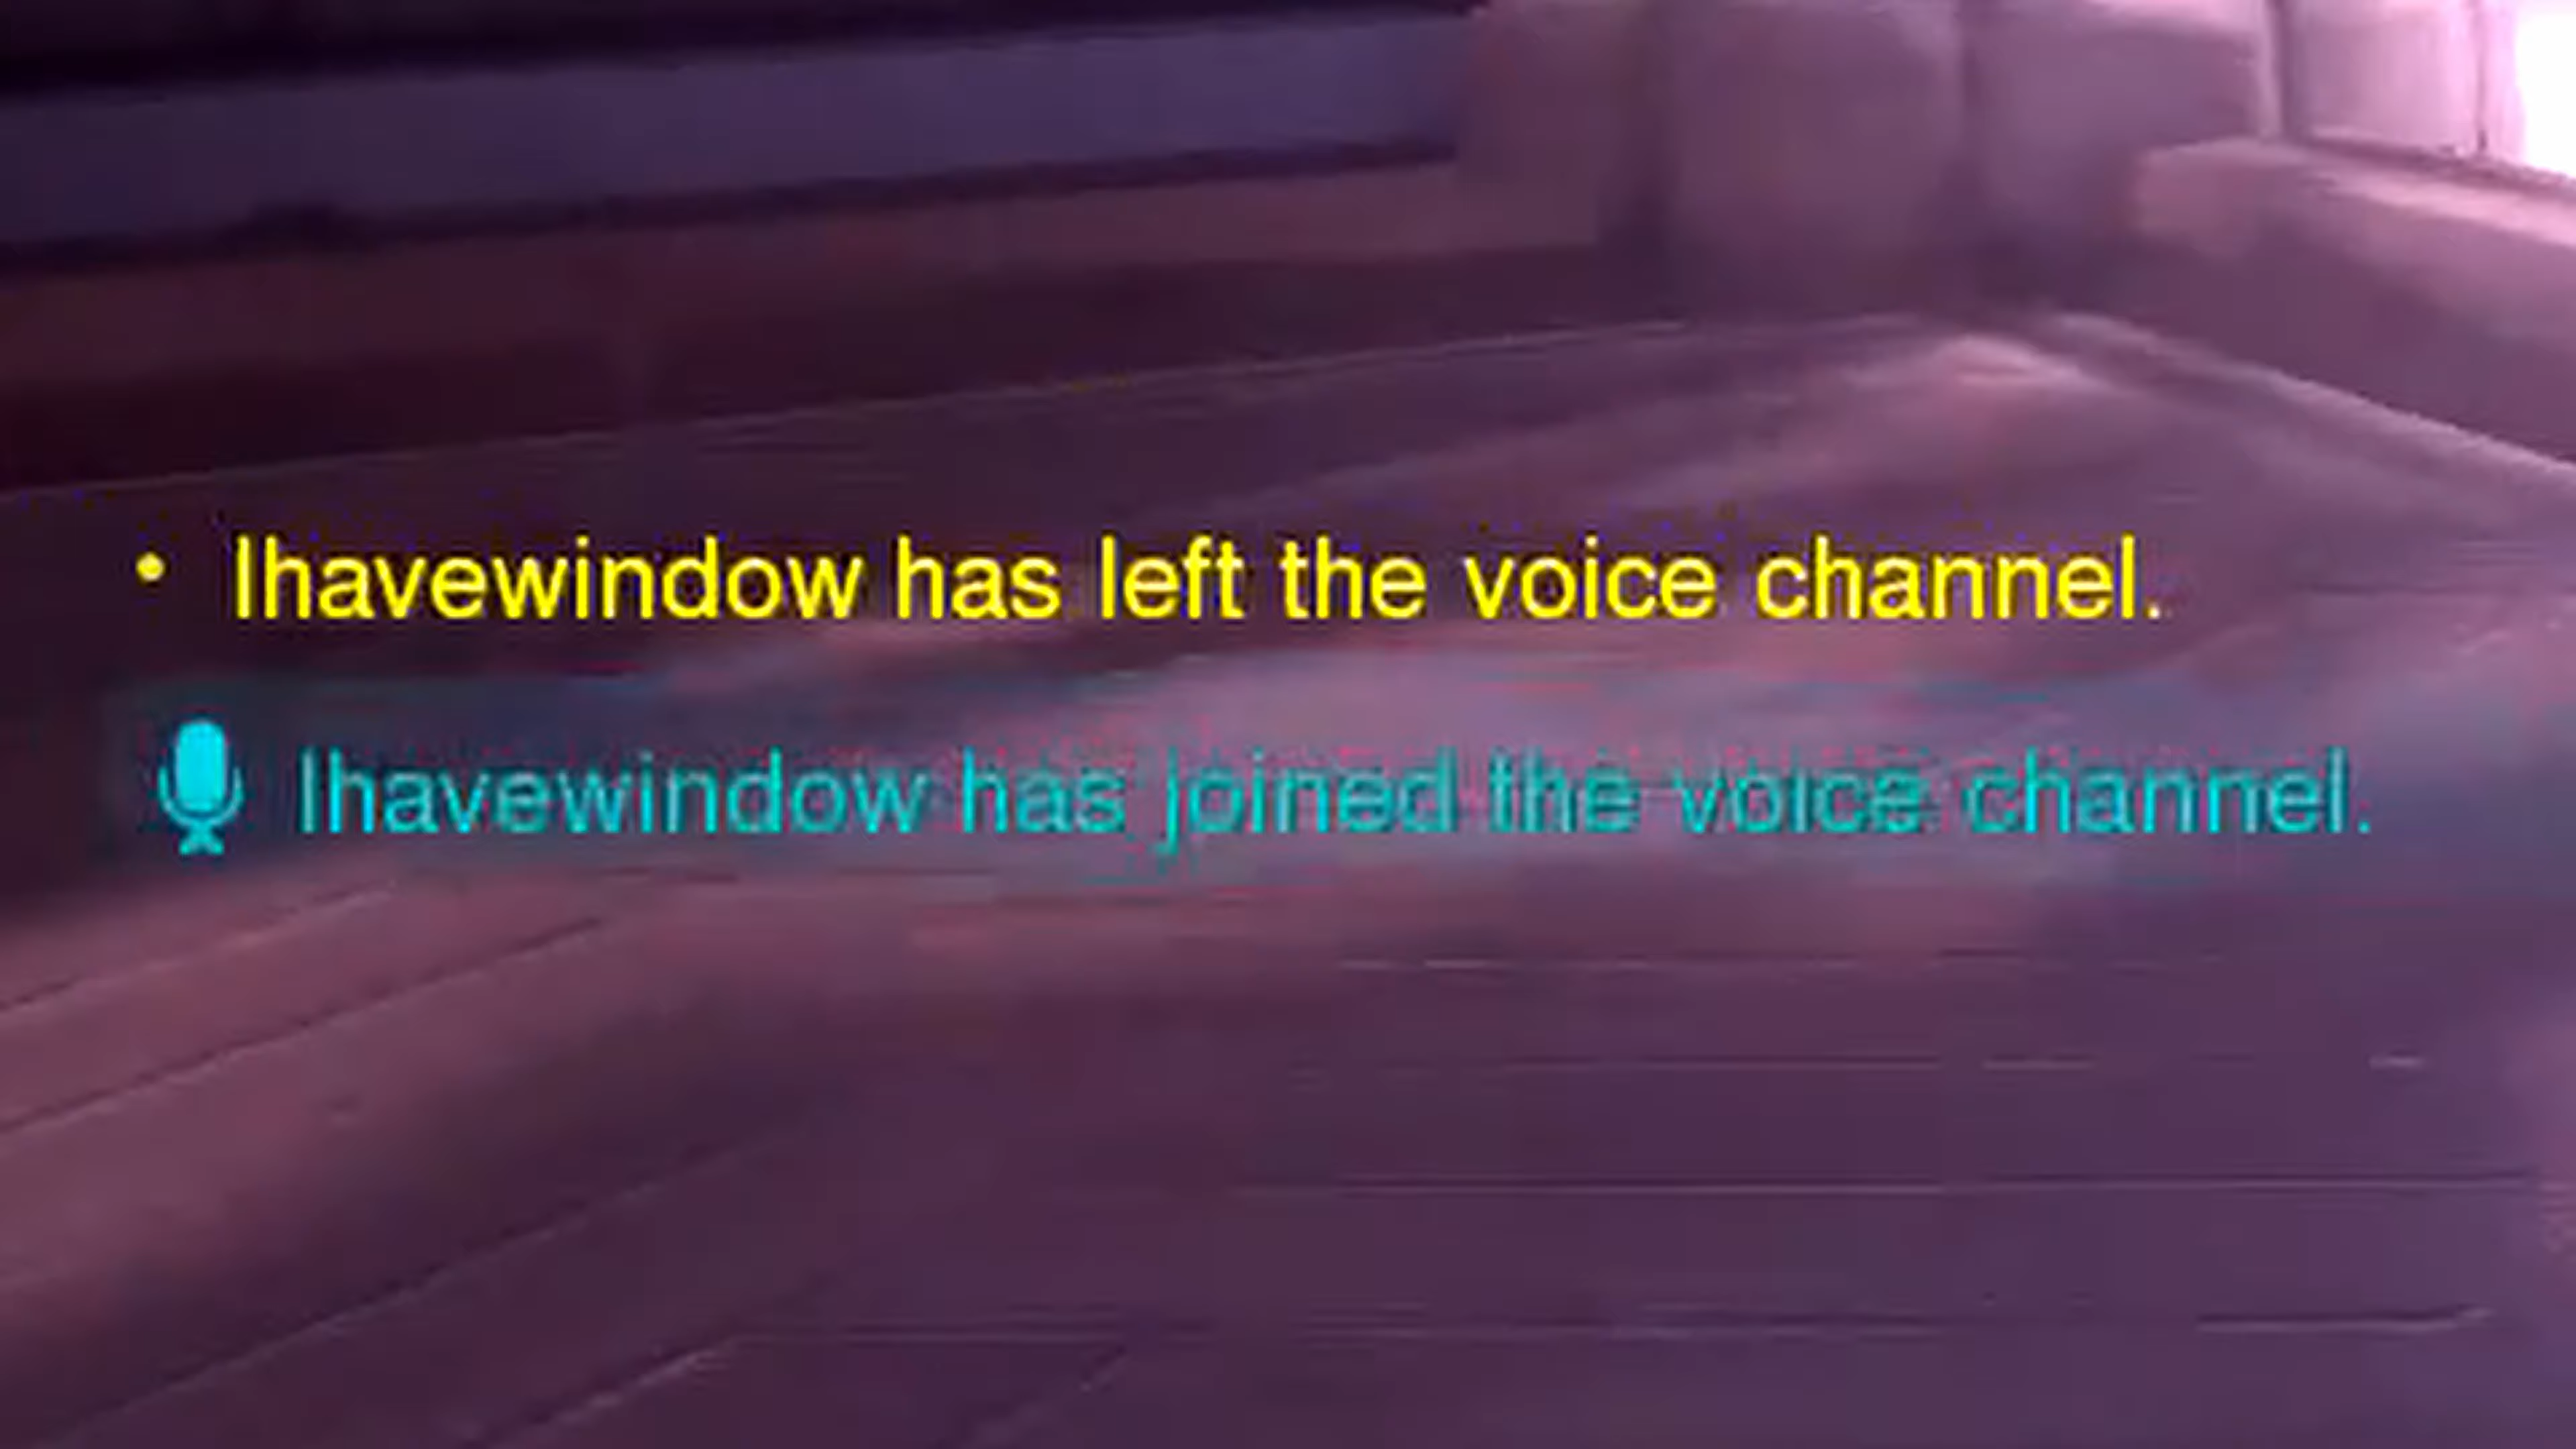 • Ihavewindow has left the voice channel.
Ihavewindow has joined the voice channel.